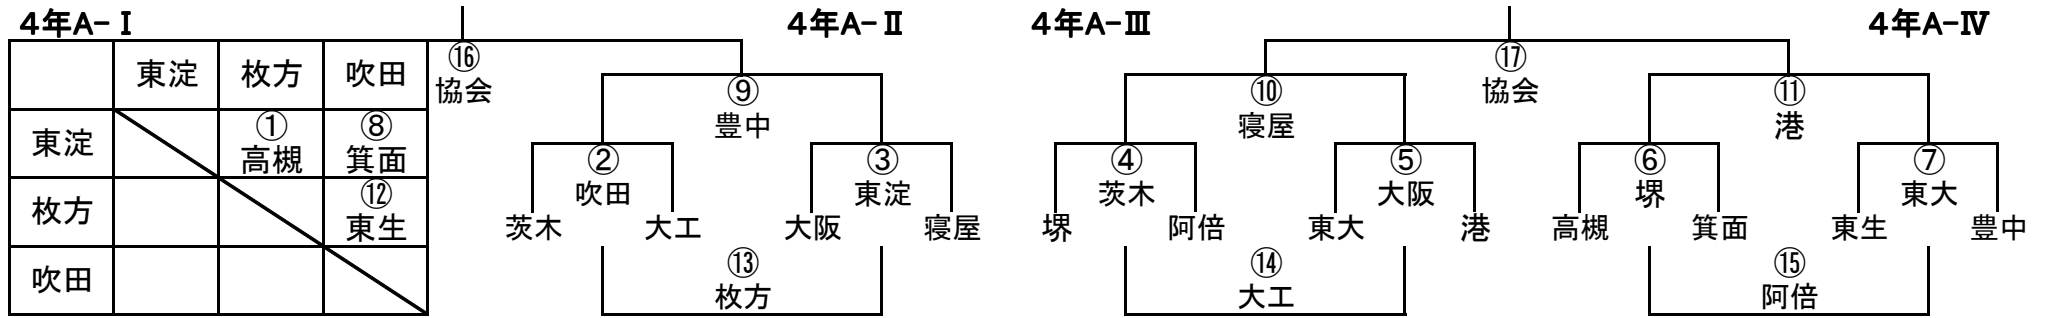 ４年A-Ⅰ
４年A-Ⅱ
４年A-Ⅲ
４年A-Ⅳ
東淀 枚方 吹田
東淀 ① ⑧
高槻 箕面
枚方 ⑫
東生
吹田
⑯
協会
⑨
豊中
②
吹田
③
東淀
茨木 大工 大阪 寝屋
⑬
枚方
⑰
協会
⑩
寝屋
⑪
港
④
茨木
⑤
大阪
⑥
堺
⑦
東大
堺 阿倍 東大 港 高槻 箕面 東生 豊中
⑭
大工
⑮
阿倍